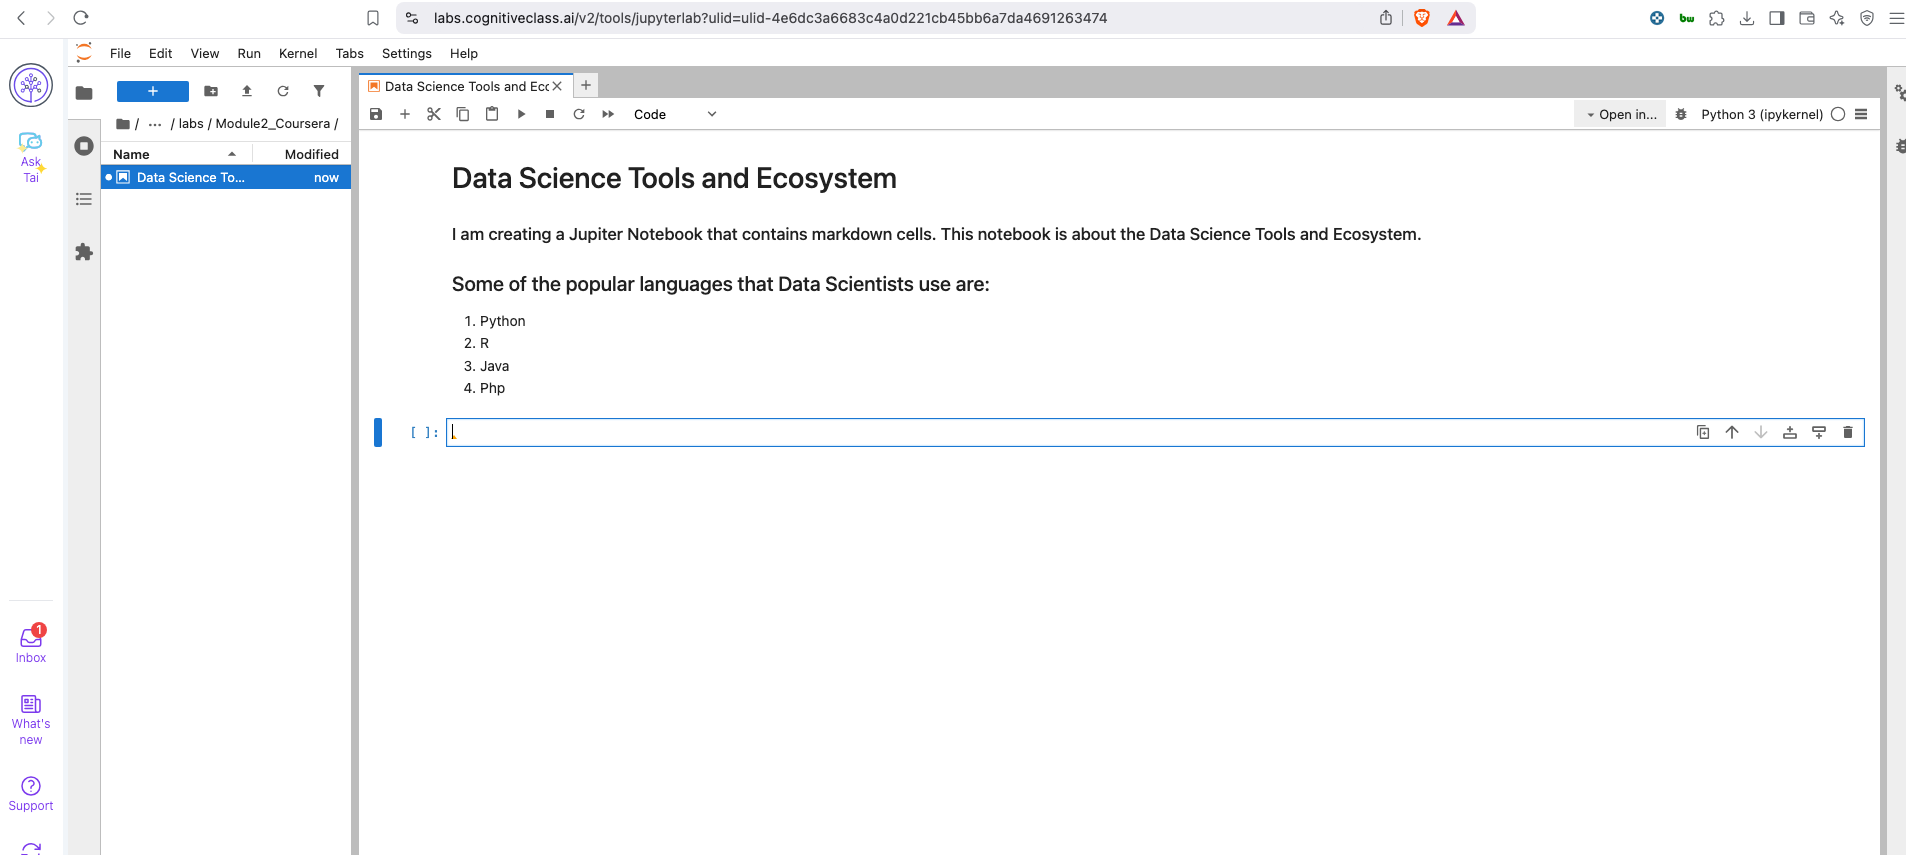 labs.cognitiveclass.ai/v2/tools/jupyterlab?ulid=ulid-4e6dc3a6683c4a0d221cb45bb6a7da4691263474
bw
File Edit View Run Kernel Tabs Settings Help
Data Science Tools and Ecc
Code
Open in...
Python 3 (ipykernel)
/ ... / labs / Module2_Coursera /
Name Modified
Data Science To... now
Ask
Tai
Data Science Tools and Ecosystem
I am creating a Jupiter Notebook that contains markdown cells. This notebook is about the Data Science Tools and Ecosystem.
Some of the popular languages that Data Scientists use are:
1. Python
2. R
3. Java
4. Php
[ ]:
1
Inbox
What's
new
Support